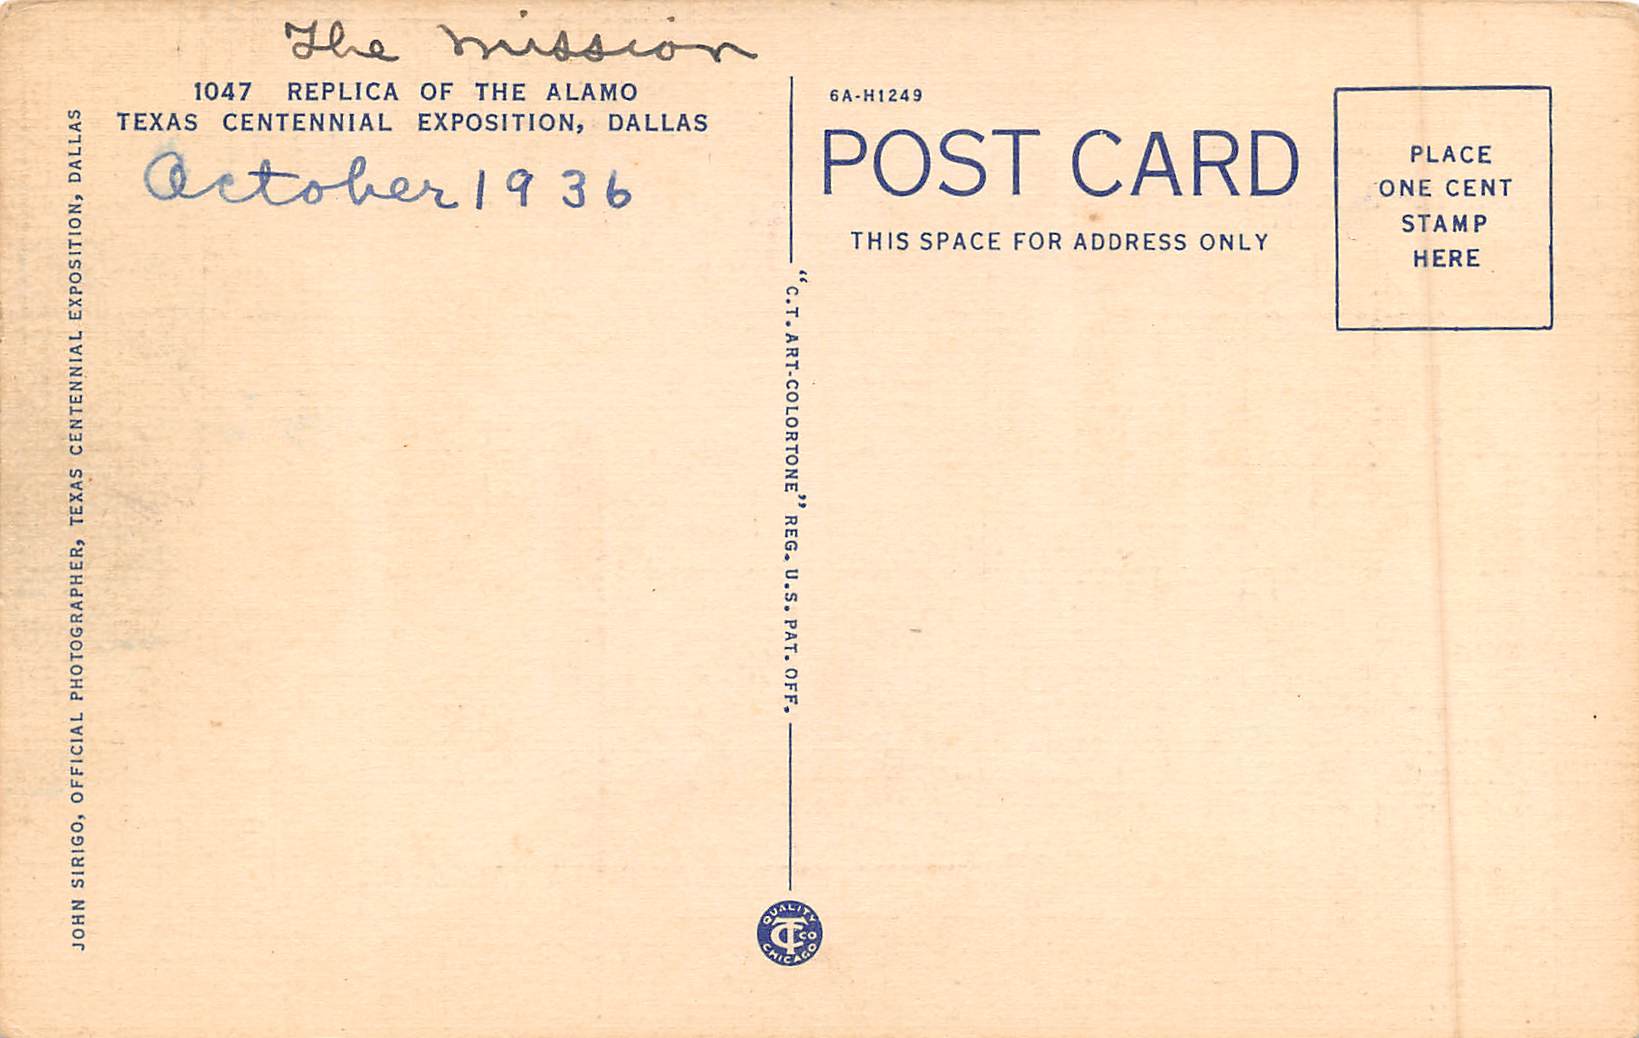 The mission
1047 REPLICA OF THE ALAMO
TEXAS CENTENNIAL EXPOSITION, DALLAS
October 1936
JOHN SIRIGO, OFFICIAL PHOTOGRAPHER, TEXAS CENTENNIAL EXPOSITION, DALLAS
"C.T. ART-COLORTONE" REG. U.S. PAT. OFF.
QUALITY
CT CO
CHICAGO
6A-H1249
POST CARD
THIS SPACE FOR ADDRESS ONLY
PLACE
ONE CENT
STAMP
HERE